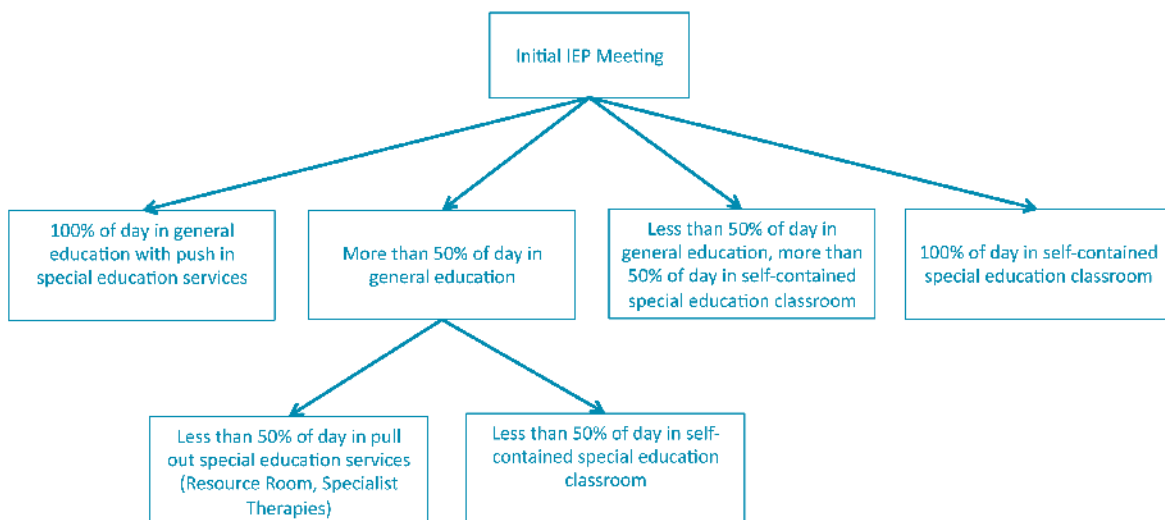 Initial IEP Meeting
100% of day in general
education with push in
special education services
More than 50% of day in
general education
Less than 50% of day in
general education, more than
50% of day in self-contained
special education classroom
100% of day in self-contained
special education classroom
Less than 50% of day in pull
out special education services
(Resource Room, Specialist
Therapies)
Less than 50% of day in self-
contained special education
classroom